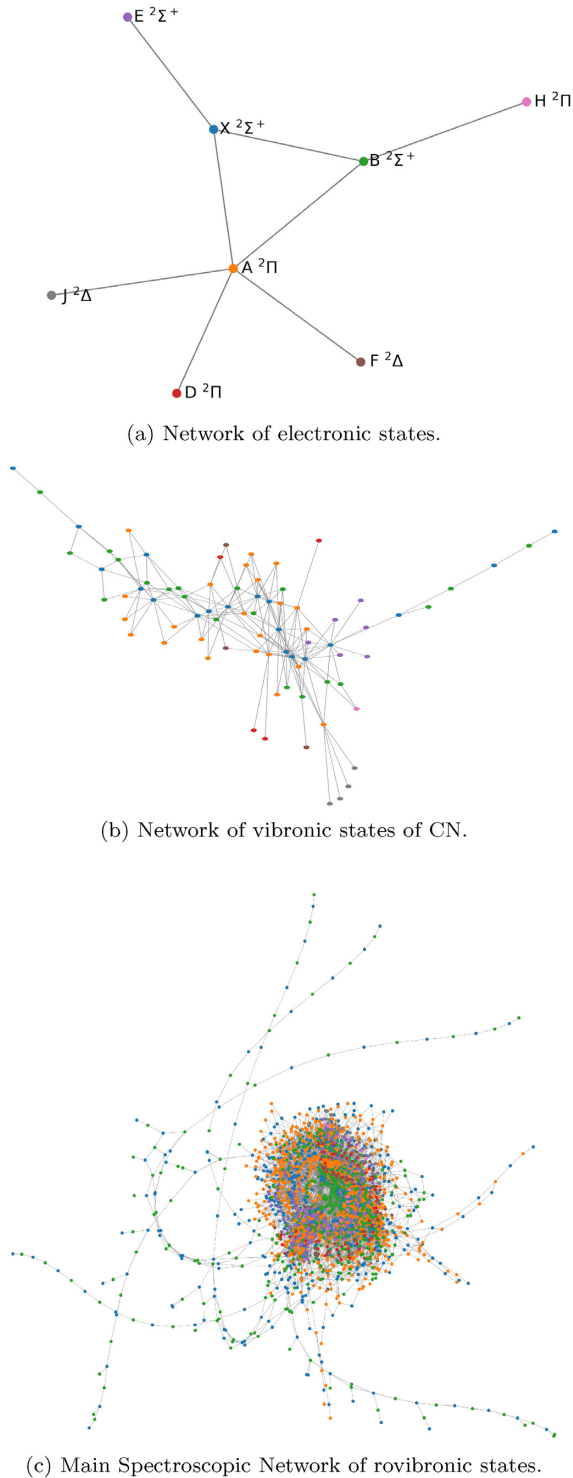 E ²Σ⁺
H ²Π
X ²Σ⁺
B ²Σ⁺
A ²Π
J ²Δ
F ²Δ
D ²Π
(a) Network of electronic states.
(b) Network of vibronic states of CN.
(c) Main Spectroscopic Network of rovibronic states.